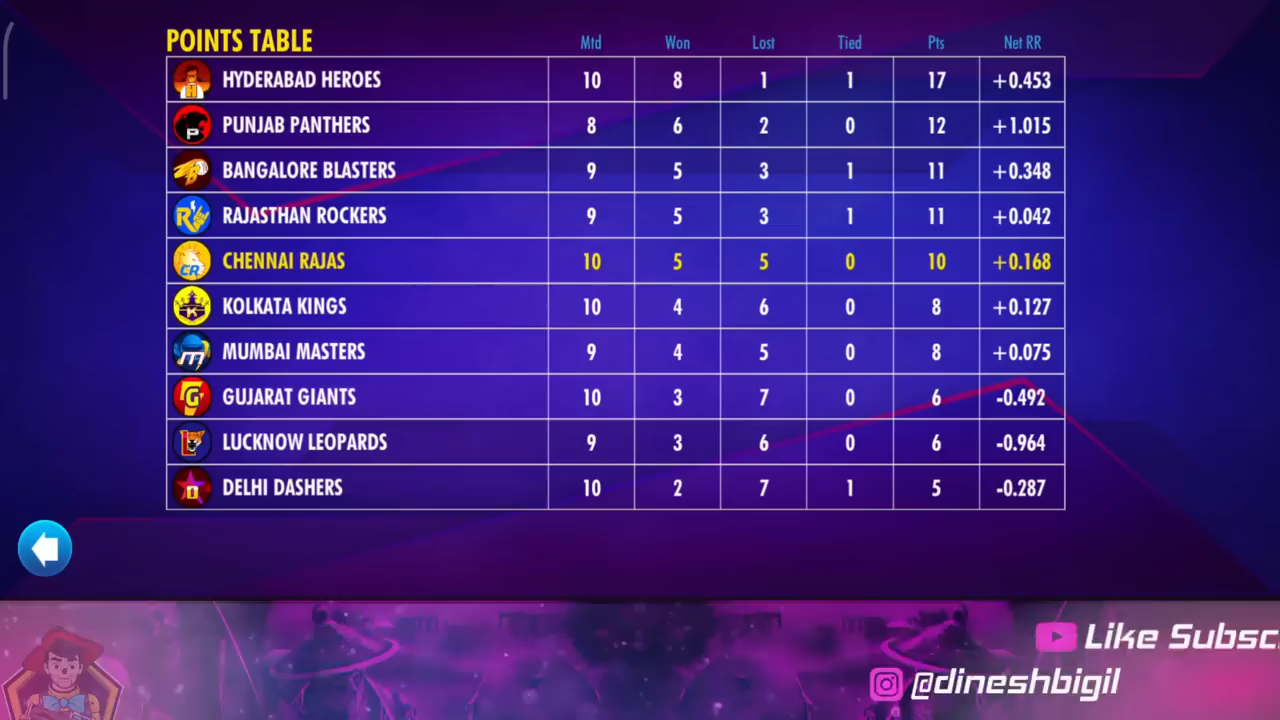 POINTS TABLE Mtd Won Lost Tied Pts Net RR
HYDERABAD HEROES 10 8 1 1 17 +0.453
PUNJAB PANTHERS 8 6 2 0 12 +1.015
BANGALORE BLASTERS 9 5 3 1 11 +0.348
RAJASTHAN ROCKERS 9 5 3 1 11 +0.042
CHENNAI RAJAS 10 5 5 0 10 +0.168
KOLKATA KINGS 10 4 6 0 8 +0.127
MUMBAI MASTERS 9 4 5 0 8 +0.075
GUJARAT GIANTS 10 3 7 0 6 -0.492
LUCKNOW LEOPARDS 9 3 6 0 6 -0.964
DELHI DASHERS 10 2 7 1 5 -0.287
Like Subsc
@dineshbigil